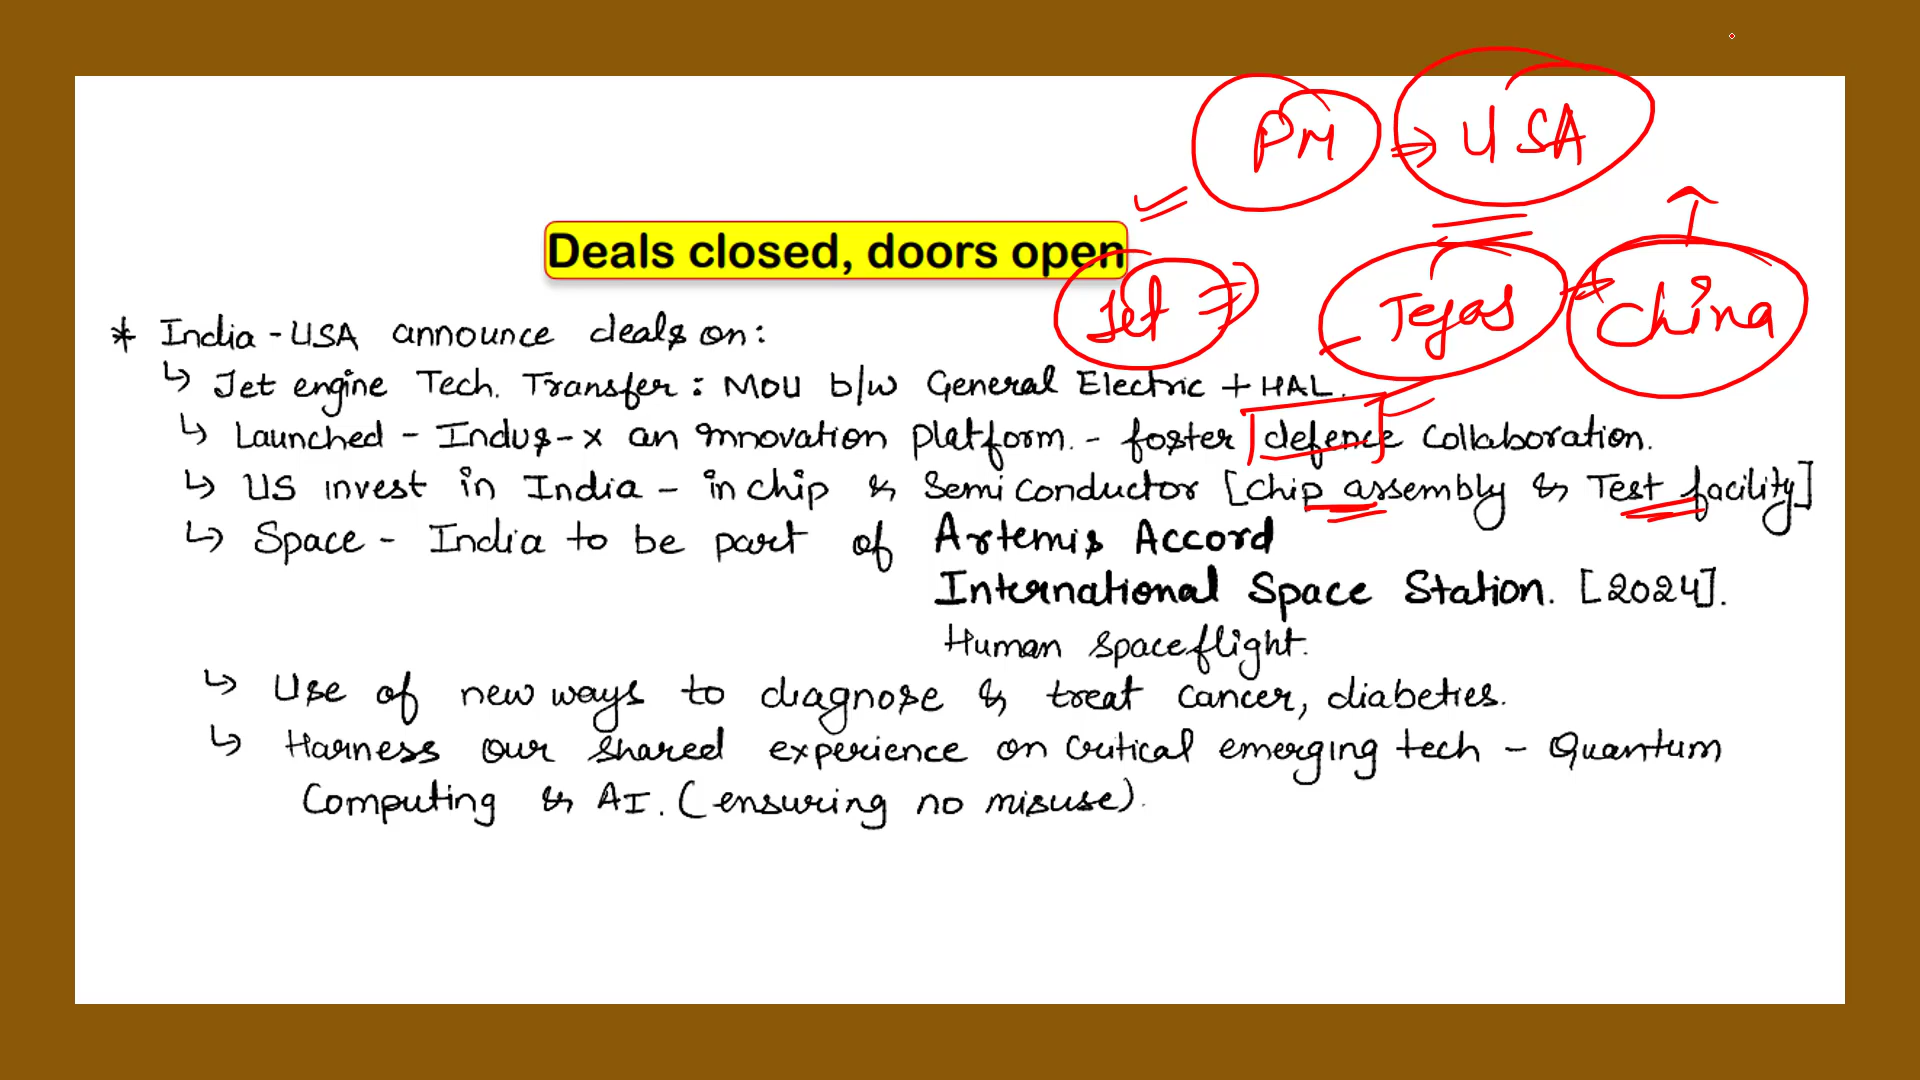 PM → USA
Deals closed, doors open
Jet ⇒ Tejas → China
* India - USA announce deals on:
↳ Jet engine Tech. Transfer : MOU b/w General Electric + HAL.
↳ Launched - Indus-x an innovation platform. - foster defence collaboration.
↳ US invest in India - in chip & Semi conductor [chip assembly & Test facility]
↳ Space - India to be part of Artemis Accord
International Space Station. [2024].
Human spaceflight.
↳ Use of new ways to diagnose & treat cancer, diabeties.
↳ Harness our shared experience on critical emerging tech - Quantum
Computing & AI. (ensuring no misuse).